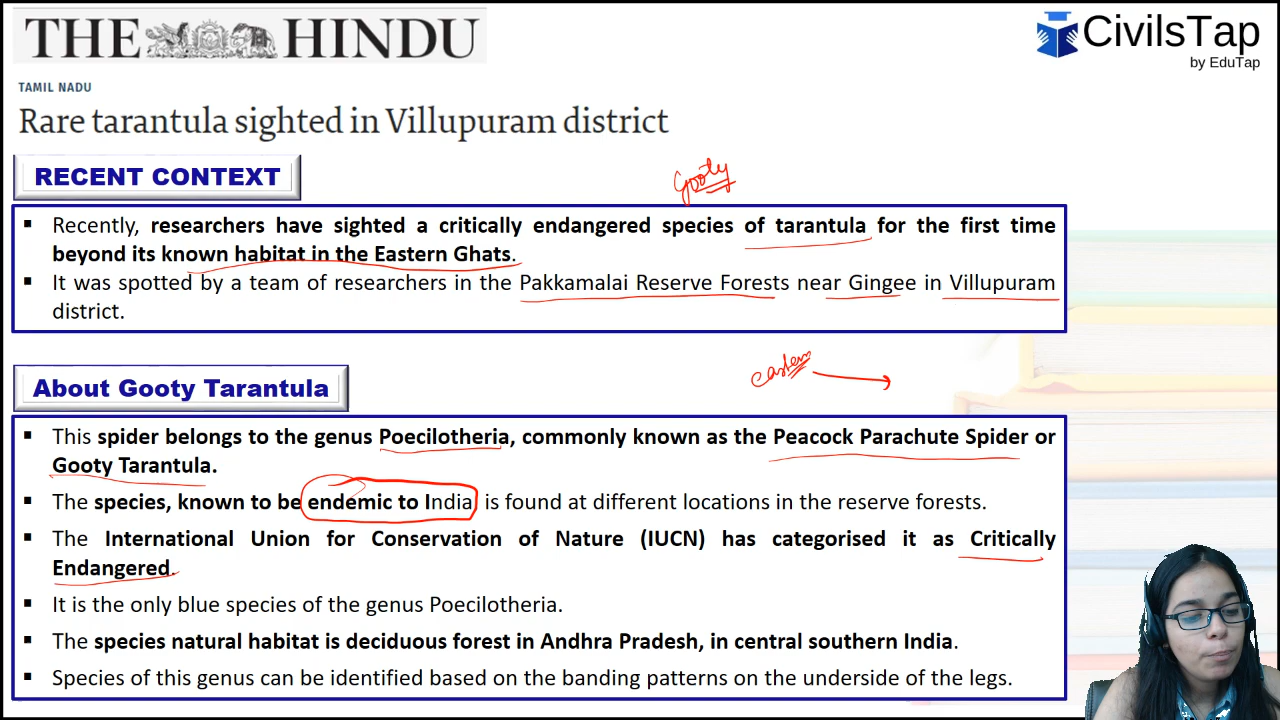 THE HINDU
CivilsTap
by EduTap
TAMIL NADU
Rare tarantula sighted in Villupuram district
RECENT CONTEXT
Gooty
▪ Recently, researchers have sighted a critically endangered species of tarantula for the first time
beyond its known habitat in the Eastern Ghats.
▪ It was spotted by a team of researchers in the Pakkamalai Reserve Forests near Gingee in Villupuram
district.
eastern
About Gooty Tarantula
▪ This spider belongs to the genus Poecilotheria, commonly known as the Peacock Parachute Spider or
Gooty Tarantula.
▪ The species, known to be endemic to India is found at different locations in the reserve forests.
▪ The International Union for Conservation of Nature (IUCN) has categorised it as Critically
Endangered.
▪ It is the only blue species of the genus Poecilotheria.
▪ The species natural habitat is deciduous forest in Andhra Pradesh, in central southern India.
▪ Species of this genus can be identified based on the banding patterns on the underside of the legs.